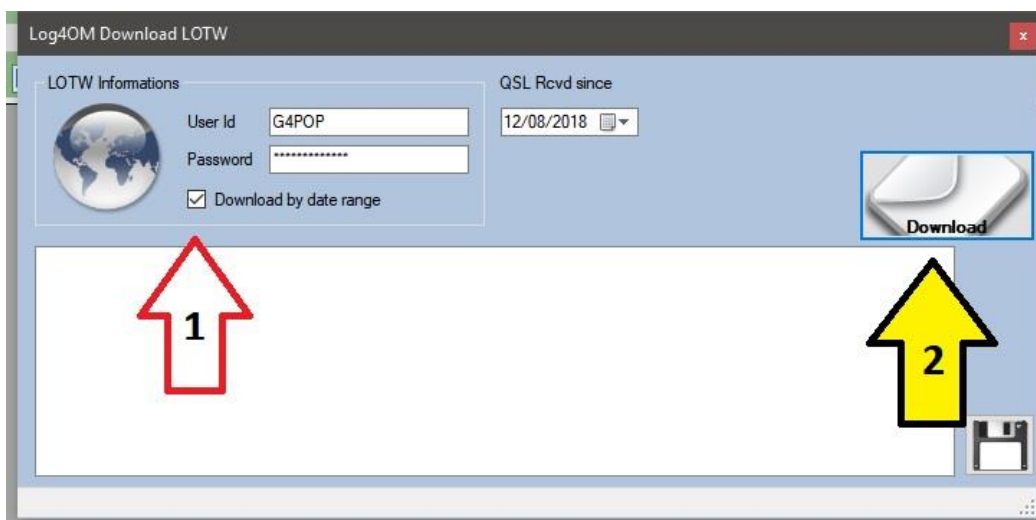 Log4OM Download LOTW
x
LOTW Informations
QSL Rcvd since
User Id G4POP
12/08/2018
Password *************
Download by date range
Download
1
2